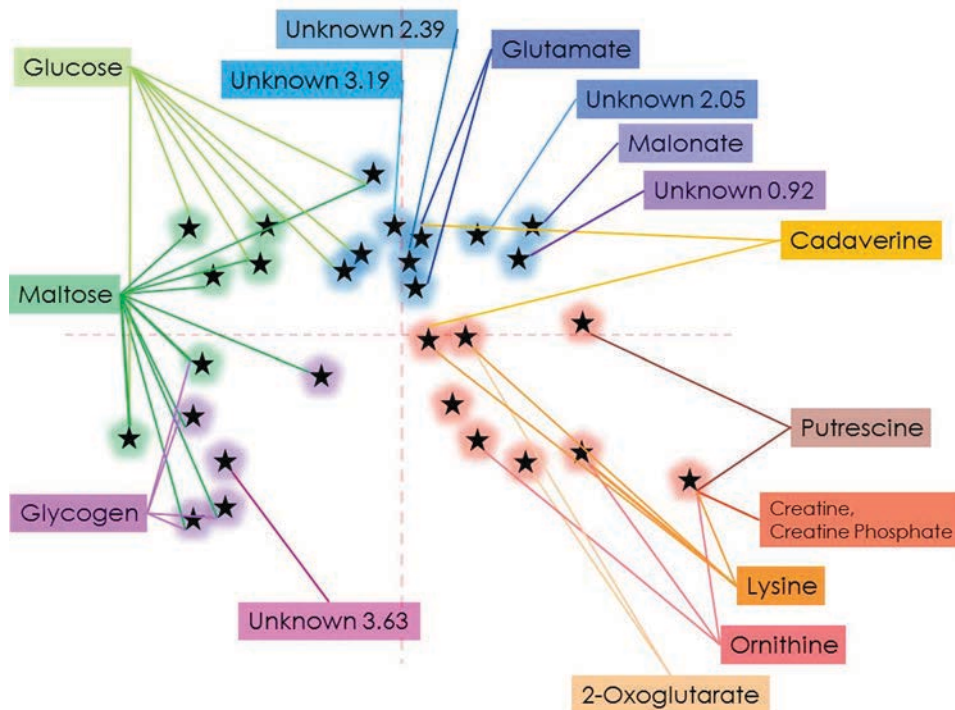 Unknown 2.39
Glucose
Glutamate
Unknown 3.19
Unknown 2.05
Malonate
Unknown 0.92
Cadaverine
Maltose
Putrescine
Glycogen
Creatine,
Creatine Phosphate
Lysine
Unknown 3.63
Ornithine
2-Oxoglutarate